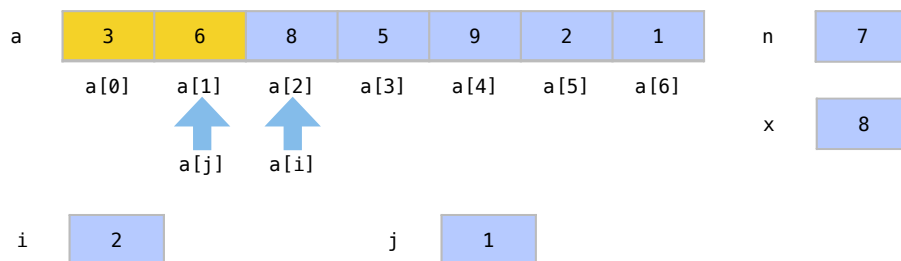 a 3 6 8 5 9 2 1 n 7
a[0] a[1] a[2] a[3] a[4] a[5] a[6]
x 8
a[j] a[i]
i 2 j 1